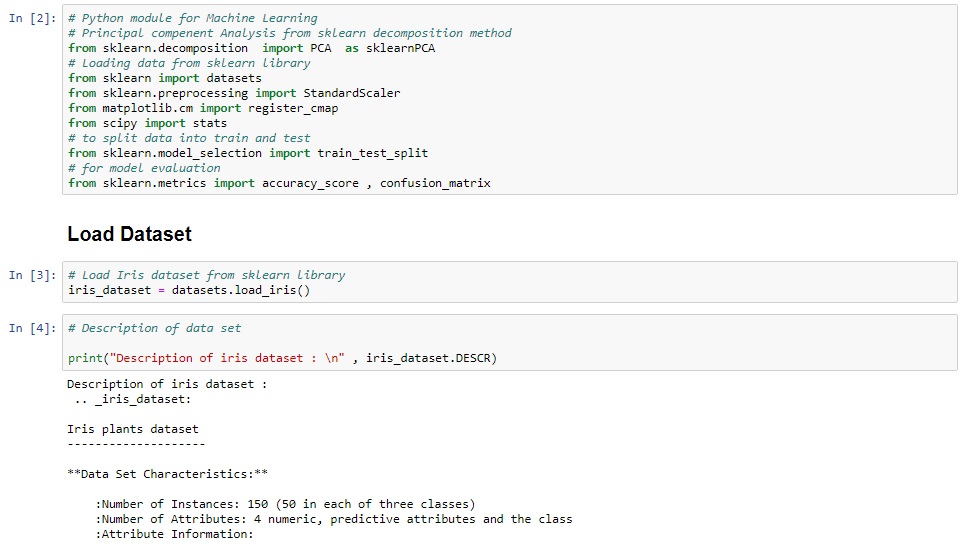 In [2]: # Python module for Machine Learning
# Principal compenent Analysis from sklearn decomposition method
from sklearn.decomposition  import PCA  as sklearnPCA
# Loading data from sklearn library
from sklearn import datasets
from sklearn.preprocessing import StandardScaler
from matplotlib.cm import register_cmap
from scipy import stats
# to split data into train and test
from sklearn.model_selection import train_test_split
# for model evaluation
from sklearn.metrics import accuracy_score , confusion_matrix
Load Dataset
In [3]: # Load Iris dataset from sklearn library
iris_dataset = datasets.load_iris()
In [4]: # Description of data set
print("Description of iris dataset : \n" , iris_dataset.DESCR)
Description of iris dataset :
.. _iris_dataset:
Iris plants dataset
--------------------
**Data Set Characteristics:**
:Number of Instances: 150 (50 in each of three classes)
:Number of Attributes: 4 numeric, predictive attributes and the class
:Attribute Information: